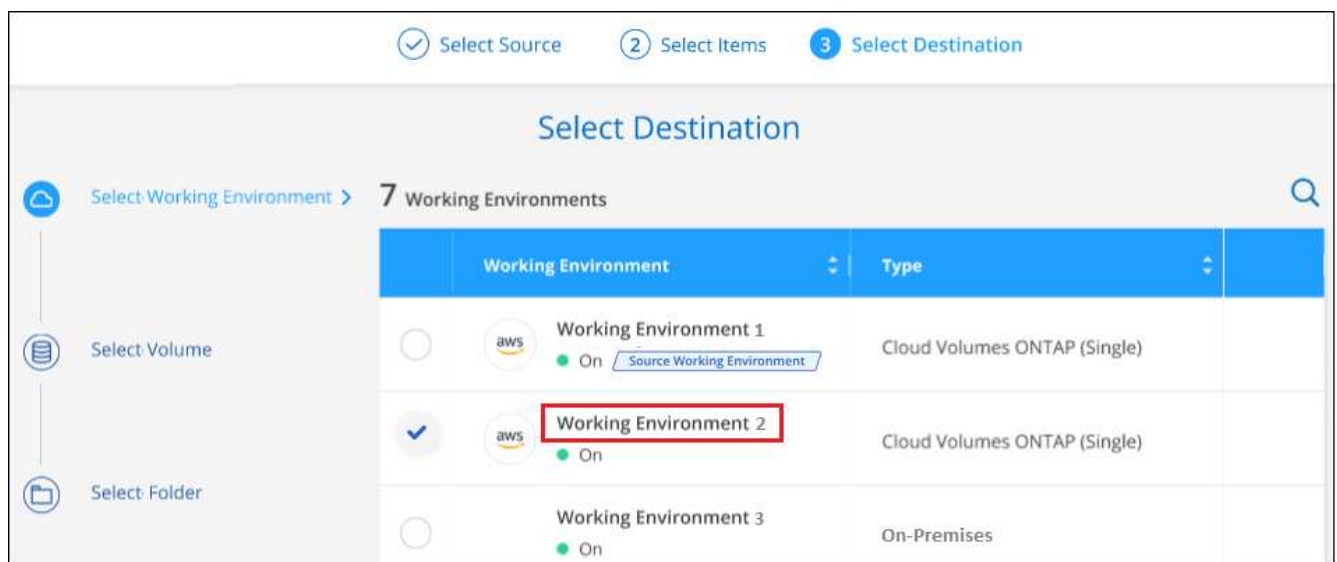 Select Source 2 Select Items 3 Select Destination
Select Destination
Select Working Environment > 7 Working Environments
Working Environment Type
Working Environment 1
aws On Source Working Environment Cloud Volumes ONTAP (Single)
Select Volume
Working Environment 2
aws On Cloud Volumes ONTAP (Single)
Select Folder
Working Environment 3
On On-Premises